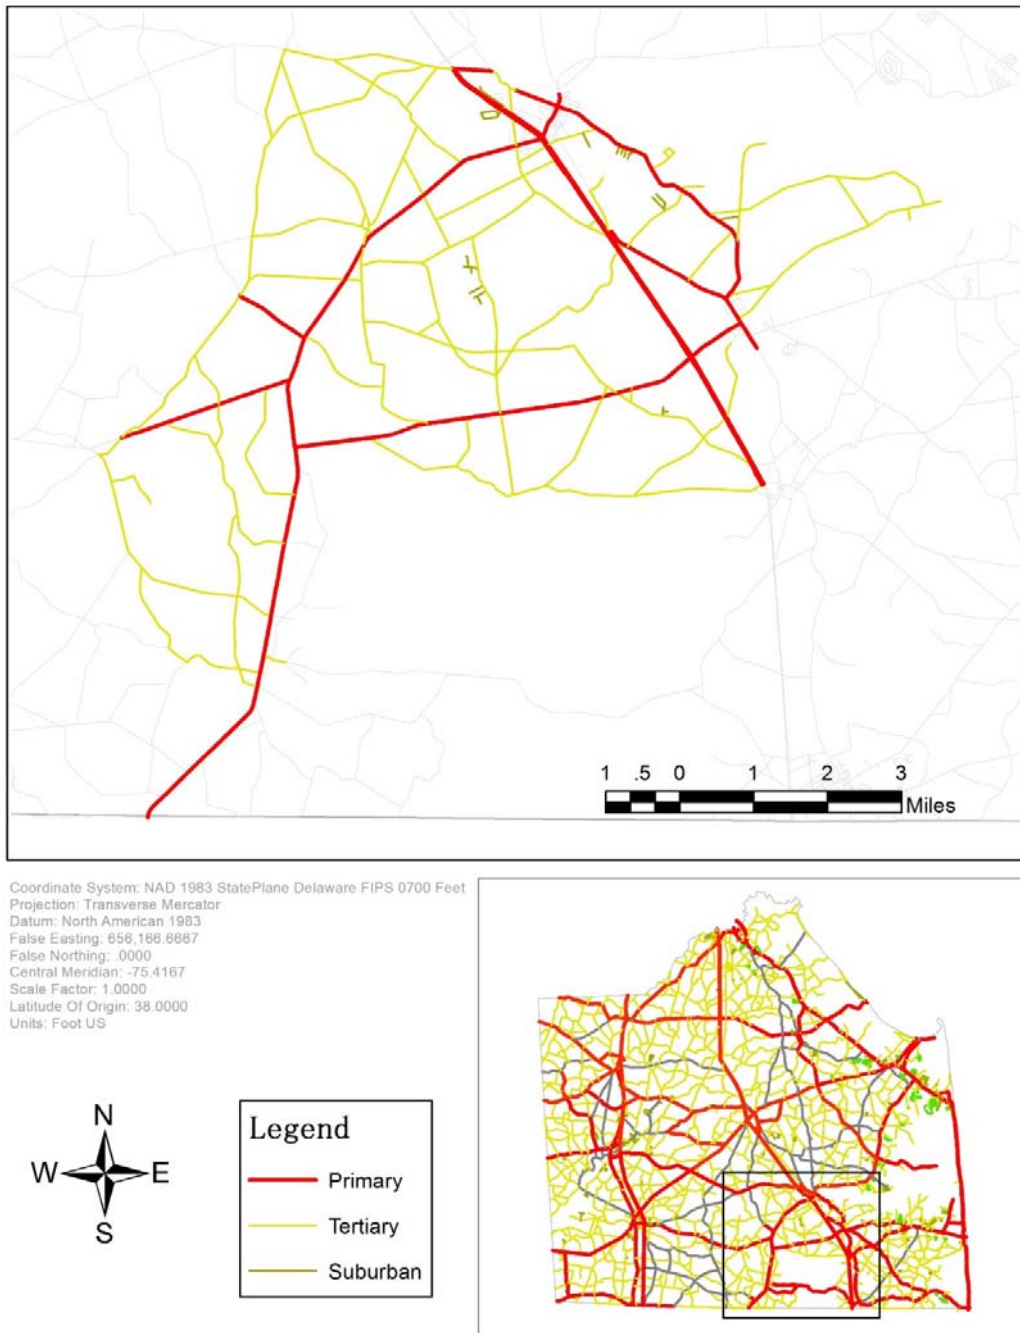 1 .5 0 1 2 3
Miles
Coordinate System: NAD 1983 StatePlane Delaware FIPS 0700 Feet
Projection: Transverse Mercator
Datum: North American 1983
False Easting: 656,166.6667
False Northing: .0000
Central Meridian: -75.4167
Scale Factor: 1.0000
Latitude Of Origin: 38.0000
Units: Foot US
N
W E
S
Legend
Primary
Tertiary
Suburban